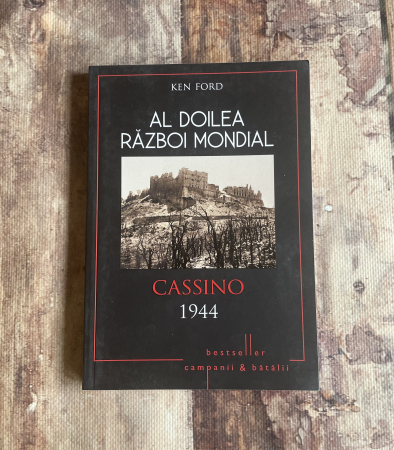 KEN FORD
AL DOILEA
RĂZBOI MONDIAL
CASSINO
1944
bestseller
campanii & bătălii